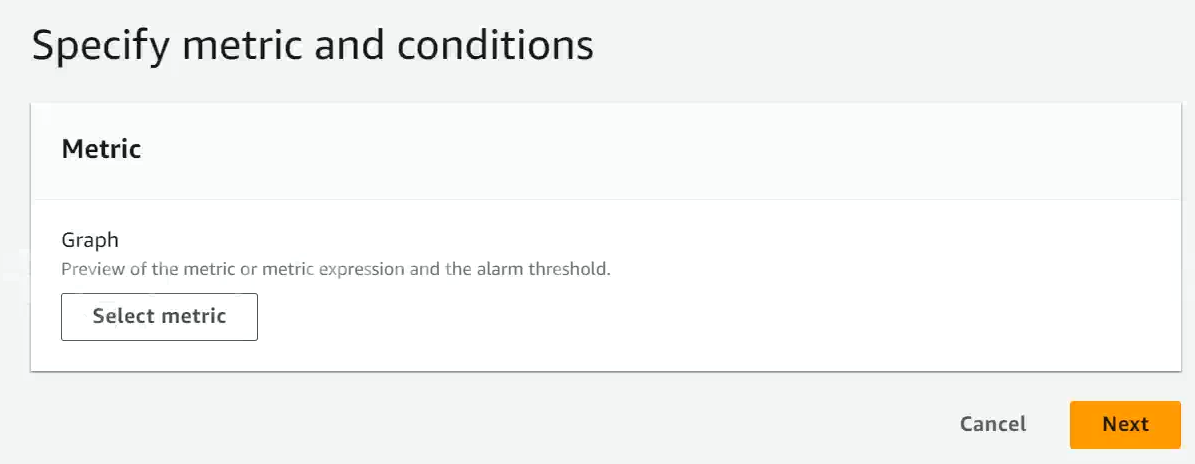 Specify metric and conditions
Metric
Graph
Preview of the metric or metric expression and the alarm threshold.
Select metric
Cancel
Next